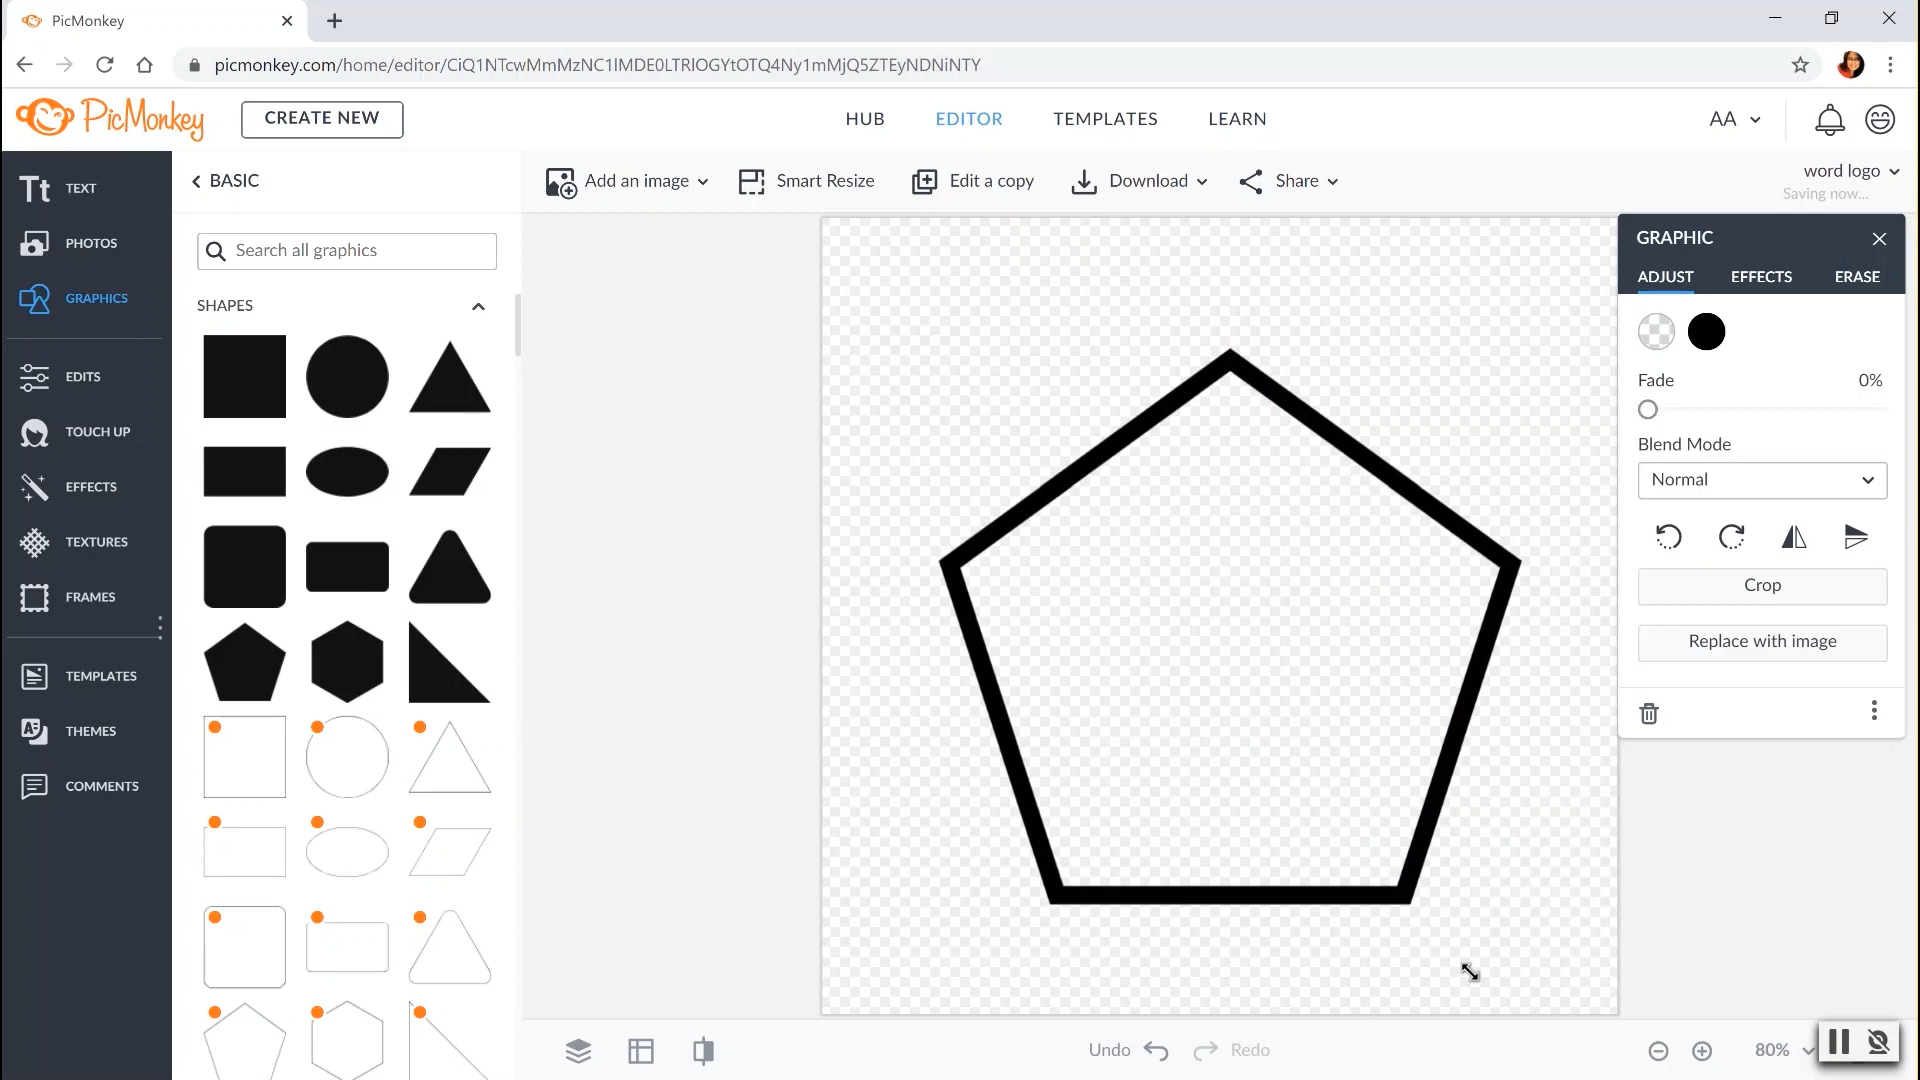 PicMonkey
picmonkey.com/home/editor/CiQ1NTcwMmMzNC1lMDE0LTRlOGYtOTQ4Ny1mMjQ5ZTEyNDNiNTY
PicMonkey
CREATE NEW
HUB
EDITOR
TEMPLATES
LEARN
AA
Tt TEXT
PHOTOS
GRAPHICS
EDITS
TOUCH UP
EFFECTS
TEXTURES
FRAMES
TEMPLATES
THEMES
COMMENTS
BASIC
Search all graphics
SHAPES
Add an image
Smart Resize
Edit a copy
Download
Share
word logo
Saving now...
GRAPHIC
ADJUST
EFFECTS
ERASE
Fade 0%
Blend Mode
Normal
Crop
Replace with image
Undo
Redo
80%